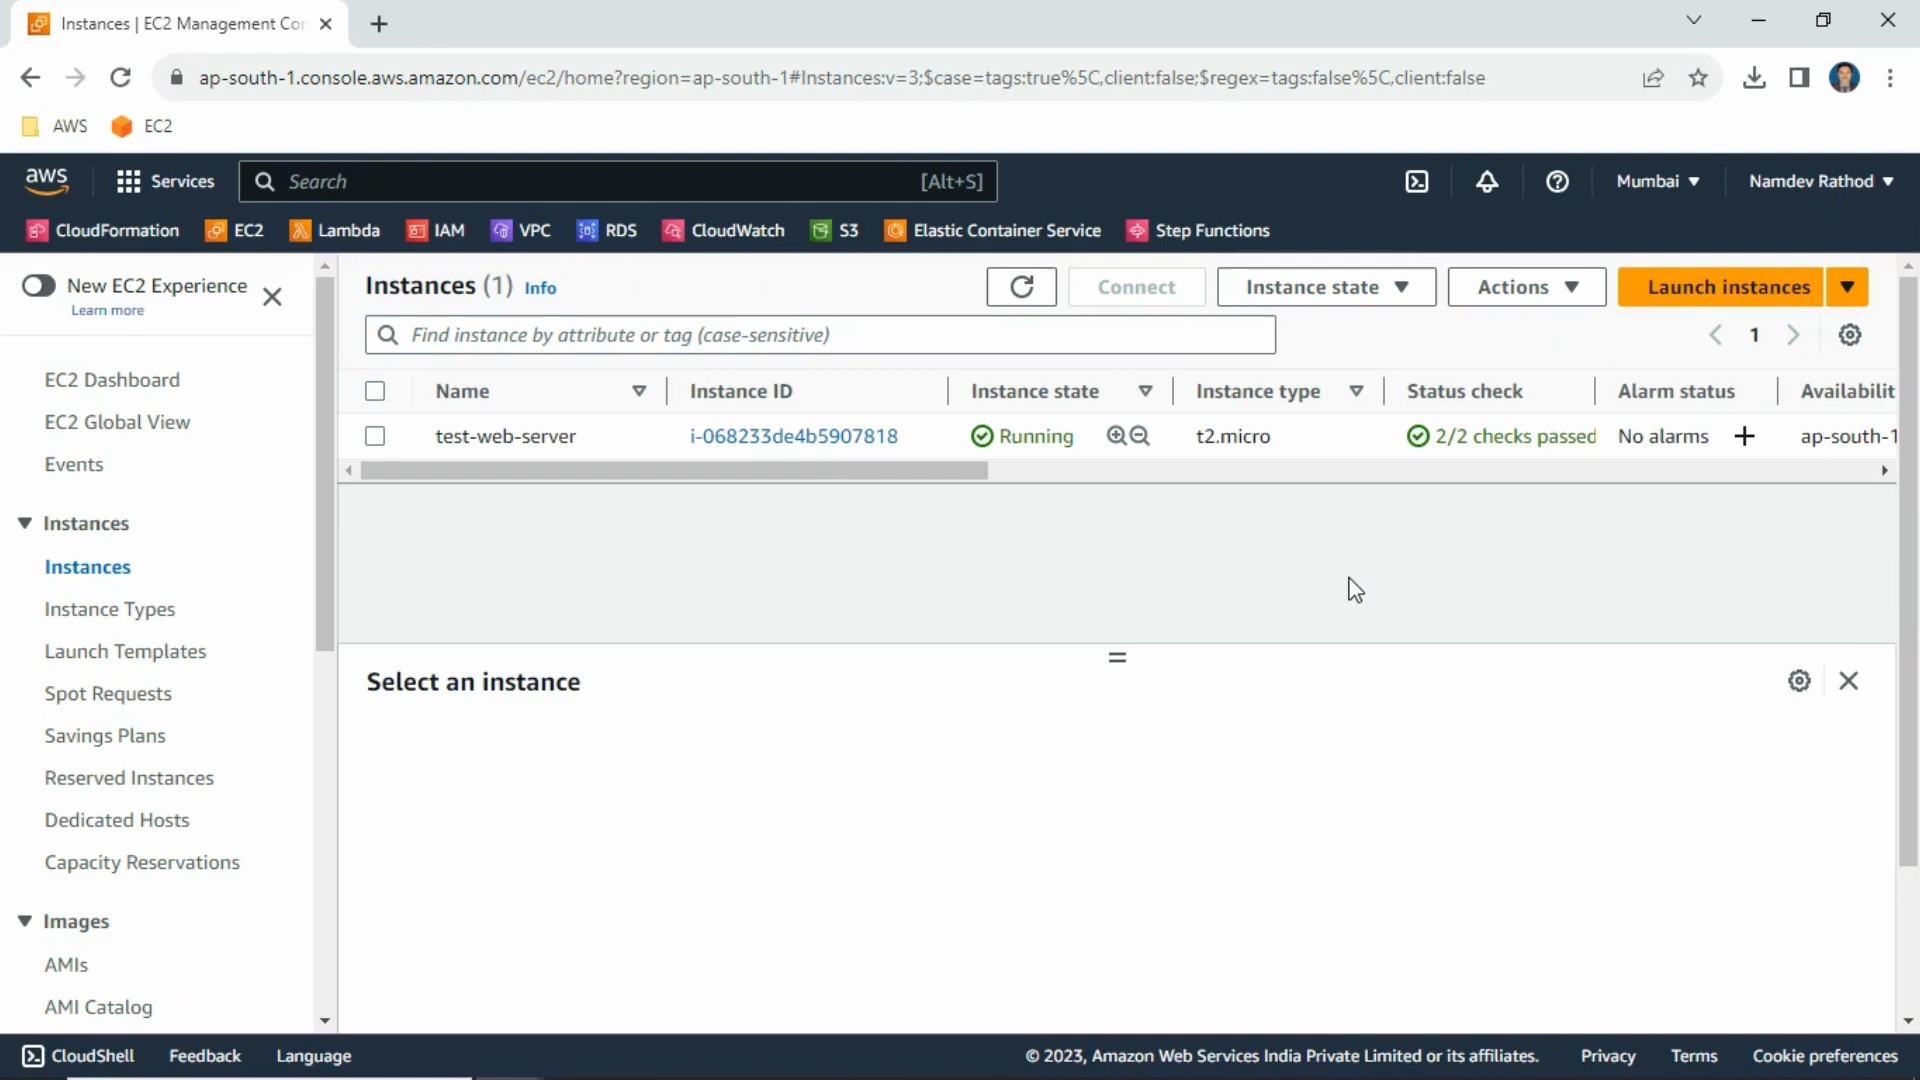 Instances | EC2 Management Cor
ap-south-1.console.aws.amazon.com/ec2/home?region=ap-south-1#Instances:v=3;$case=tags:true%5C,client:false;$regex=tags:false%5C,client:false
AWS EC2
aws Services Search [Alt+S] Mumbai Namdev Rathod
CloudFormation EC2 Lambda IAM VPC RDS CloudWatch S3 Elastic Container Service Step Functions
New EC2 Experience
Learn more
EC2 Dashboard
EC2 Global View
Events
Instances
Instances
Instance Types
Launch Templates
Spot Requests
Savings Plans
Reserved Instances
Dedicated Hosts
Capacity Reservations
Images
AMIs
AMI Catalog
Instances (1) Info Connect Instance state Actions Launch instances
Find instance by attribute or tag (case-sensitive) 1
Name Instance ID Instance state Instance type Status check Alarm status Availabilit
test-web-server i-068233de4b5907818 Running t2.micro 2/2 checks passed No alarms + ap-south-1
Select an instance
CloudShell Feedback Language © 2023, Amazon Web Services India Private Limited or its affiliates. Privacy Terms Cookie preferences